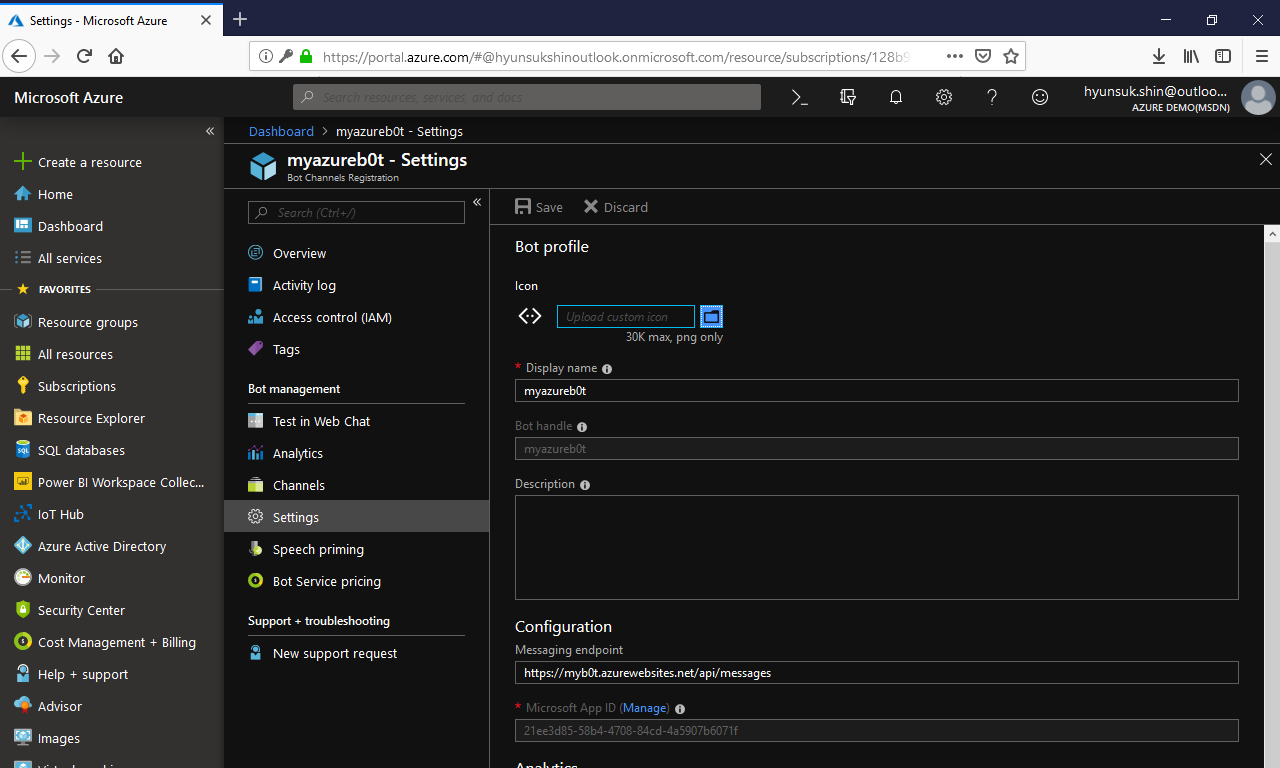 Settings - Microsoft Azure
https://portal.azure.com/#@hyunsukshinoutlook.onmicrosoft.com/resource/subscriptions/128b9
Microsoft Azure
Search resources, services, and docs
hyunsuk.shin@outloo...
AZURE DEMO(MSDN)
Create a resource
Home
Dashboard
All services
FAVORITES
Resource groups
All resources
Subscriptions
Resource Explorer
SQL databases
Power BI Workspace Collec...
IoT Hub
Azure Active Directory
Monitor
Security Center
Cost Management + Billing
Help + support
Advisor
Images
Dashboard > myazureb0t - Settings
myazureb0t - Settings
Bot Channels Registration
Search (Ctrl+/)
Overview
Activity log
Access control (IAM)
Tags
Bot management
Test in Web Chat
Analytics
Channels
Settings
Speech priming
Bot Service pricing
Support + troubleshooting
New support request
Save Discard
Bot profile
Icon
Upload custom icon
30K max, png only
* Display name
myazureb0t
Bot handle
myazureb0t
Description
Configuration
Messaging endpoint
https://myb0t.azurewebsites.net/api/messages
* Microsoft App ID (Manage)
21ee3d85-58b4-4708-84cd-4a5907b6071f
Analytics